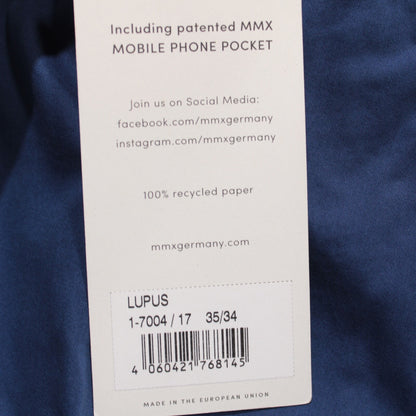 Including patented MMX
MOBILE PHONE POCKET
Join us on Social Media:
facebook.com/mmxgermany
instagram.com/mmxgermany
100% recycled paper
mmxgermany.com
LUPUS
1-7004 / 17 35/34
4 060421 768145
MADE IN THE EUROPEAN UNION